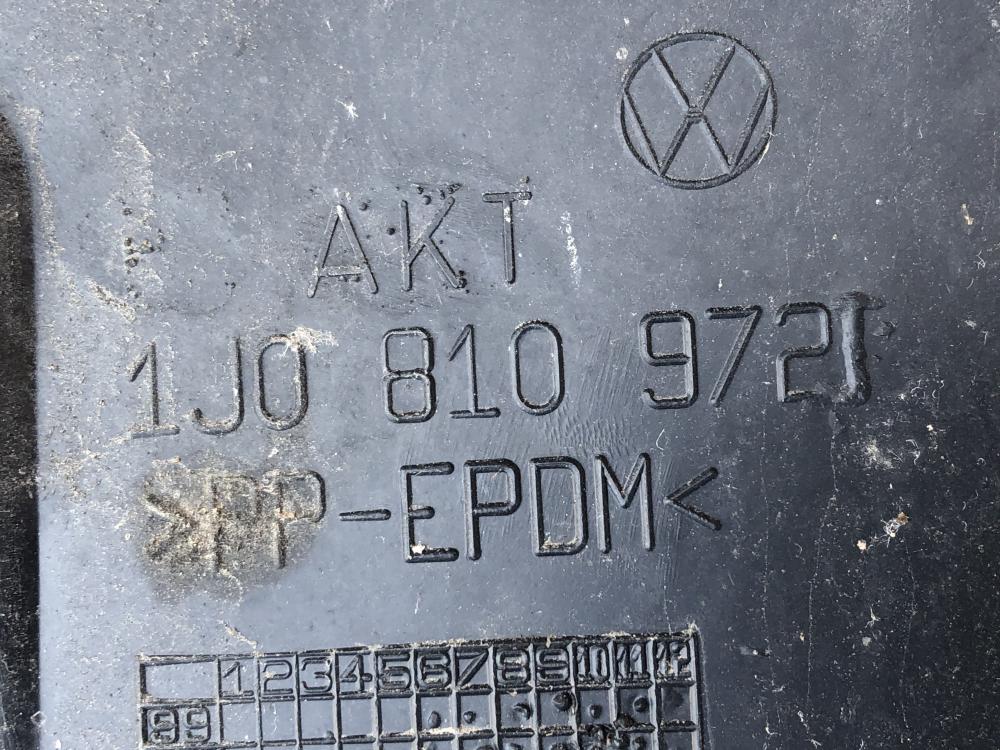 AKT
1J0 810 972
>PP-EPDM<
1 2 3 4 5 6 7 8 9 10 11 12
99